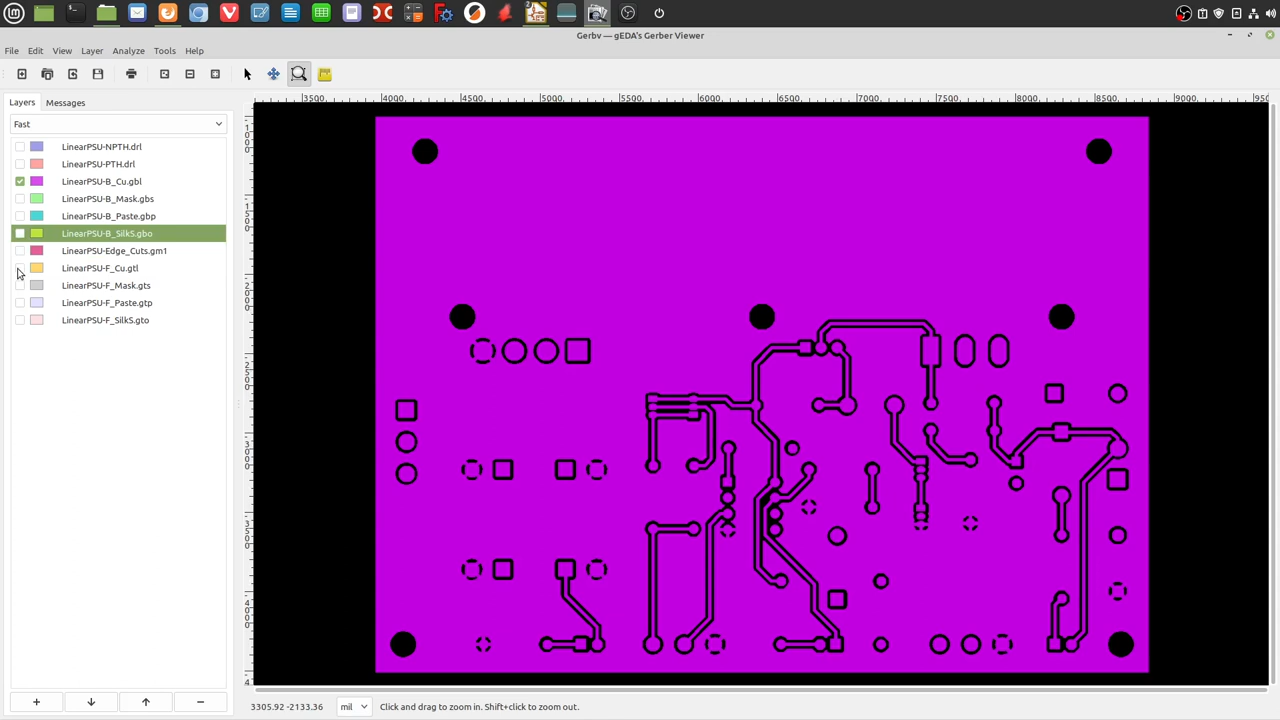 Gerbv — gEDA's Gerber Viewer
File Edit View Layer Analyze Tools Help
3500. 4000. 4500. 5000. 5500. 6000. 6500. 7000. 7500. 8000. 8500. 9000.
Layers Messages
Fast
LinearPSU-NPTH.drl
LinearPSU-PTH.drl
LinearPSU-B_Cu.gbl
LinearPSU-B_Mask.gbs
LinearPSU-B_Paste.gbp
LinearPSU-B_SilkS.gbo
LinearPSU-Edge_Cuts.gm1
LinearPSU-F_Cu.gtl
LinearPSU-F_Mask.gts
LinearPSU-F_Paste.gtp
LinearPSU-F_SilkS.gto
3305.92 -2133.36 mil Click and drag to zoom in. Shift+click to zoom out.